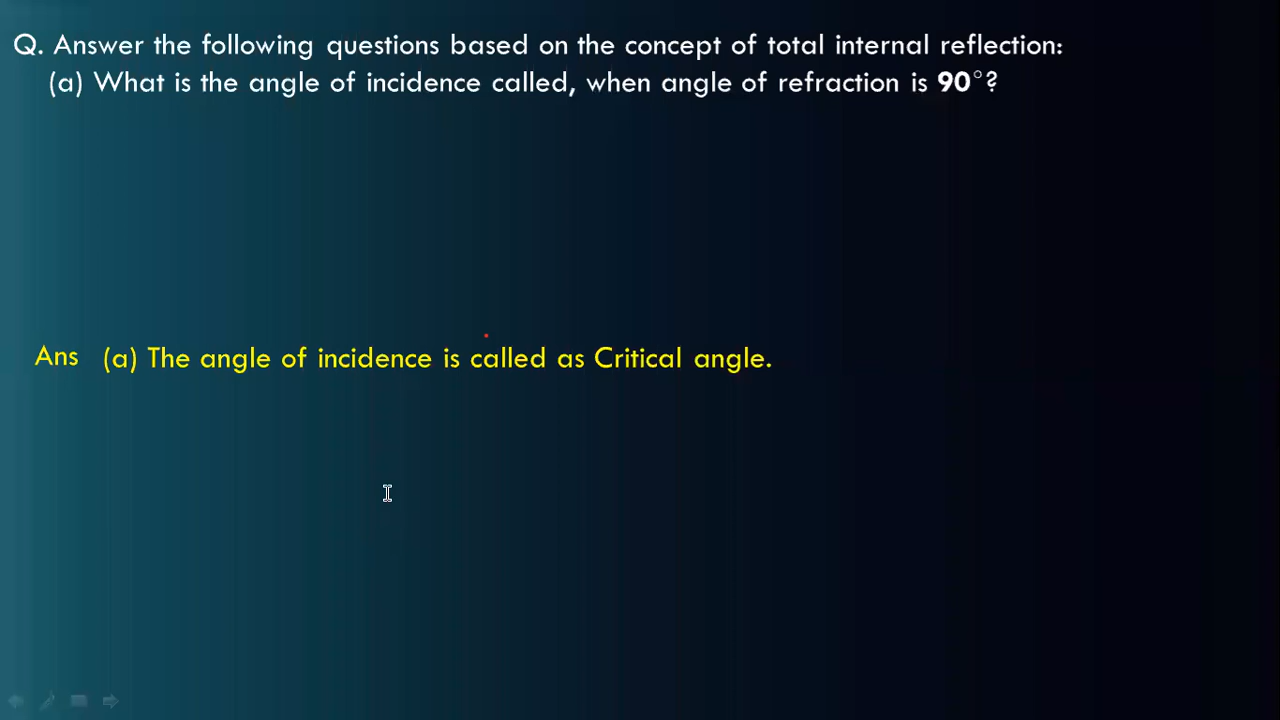 Q. Answer the following questions based on the concept of total internal reflection:
(a) What is the angle of incidence called, when angle of refraction is 90°?
Ans (a) The angle of incidence is called as Critical angle.